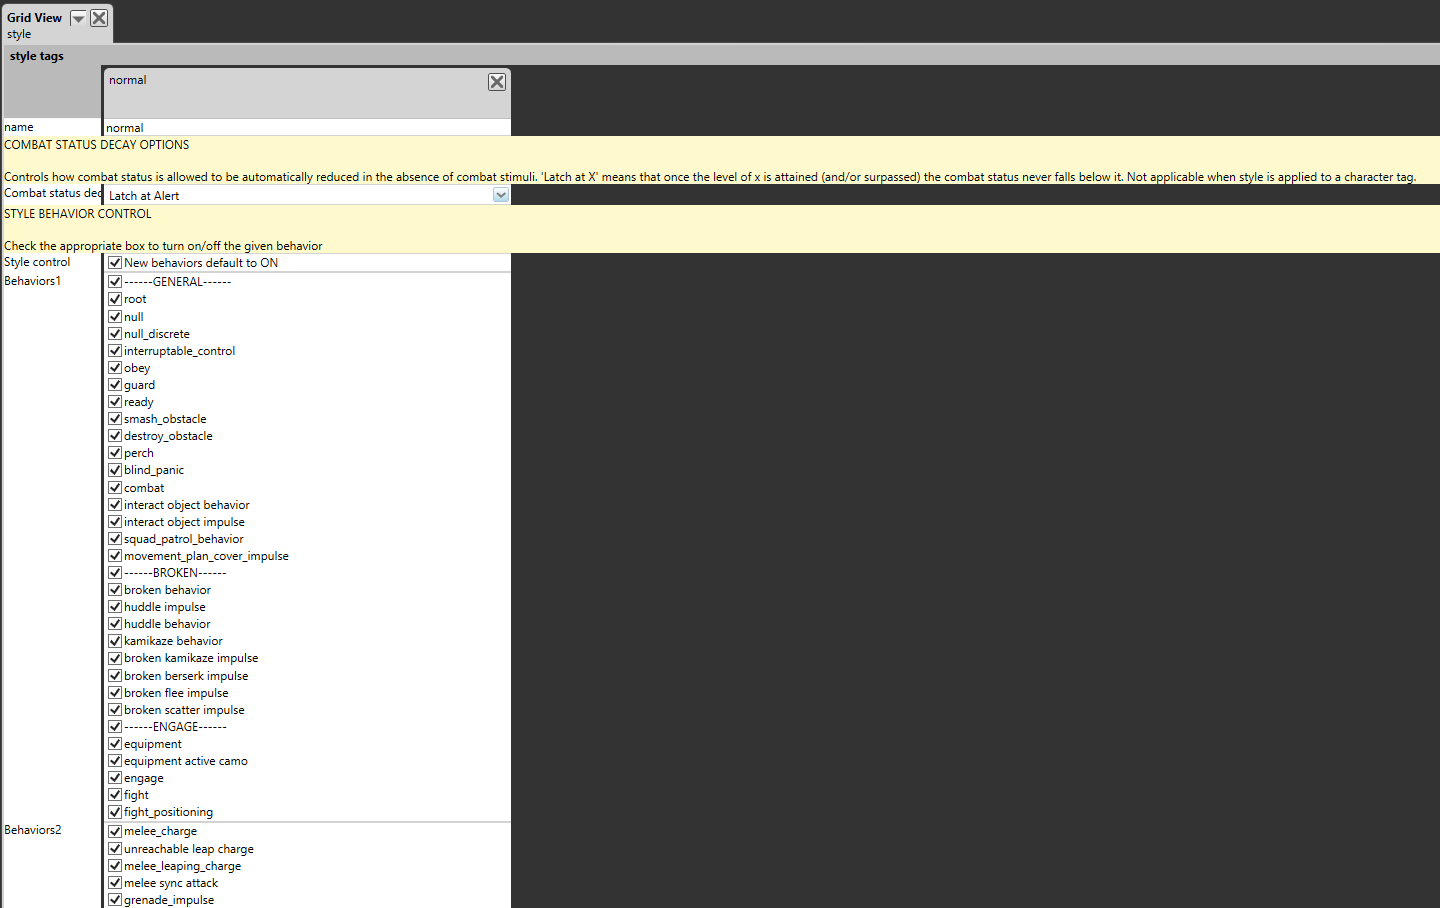 Grid View
style
style tags
normal
name
normal
COMBAT STATUS DECAY OPTIONS
Controls how combat status is allowed to be automatically reduced in the absence of combat stimuli. 'Latch at X' means that once the level of x is attained (and/or surpassed) the combat status never falls below it. Not applicable when style is applied to a character tag.
Combat status dec
Latch at Alert
STYLE BEHAVIOR CONTROL
Check the appropriate box to turn on/off the given behavior
Style control
New behaviors default to ON
Behaviors1
------GENERAL------
root
null
null_discrete
interruptable_control
obey
guard
ready
smash_obstacle
destroy_obstacle
perch
blind_panic
combat
interact object behavior
interact object impulse
squad_patrol_behavior
movement_plan_cover_impulse
------BROKEN------
broken behavior
huddle impulse
huddle behavior
kamikaze behavior
broken kamikaze impulse
broken berserk impulse
broken flee impulse
broken scatter impulse
------ENGAGE------
equipment
equipment active camo
engage
fight
fight_positioning
Behaviors2
melee_charge
unreachable leap charge
melee_leaping_charge
melee sync attack
grenade_impulse